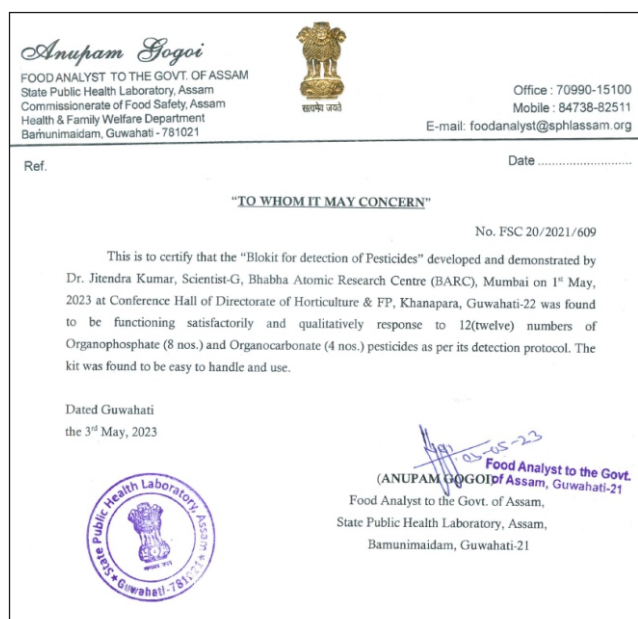 Anupam Gogoi
FOOD ANALYST TO THE GOVT. OF ASSAM
State Public Health Laboratory, Assam
Commissionerate of Food Safety, Assam
Health & Family Welfare Department
Bamunimaidam, Guwahati - 781021
सत्यमेव जयते
Office : 70990-15100
Mobile : 84738-82511
E-mail: foodanalyst@sphlassam.org
Ref.
Date ...........................
"TO WHOM IT MAY CONCERN"
No. FSC 20/2021/609
This is to certify that the "Blokit for detection of Pesticides" developed and demonstrated by
Dr. Jitendra Kumar, Scientist-G, Bhabha Atomic Research Centre (BARC), Mumbai on 1st May,
2023 at Conference Hall of Directorate of Horticulture & FP, Khanapara, Guwahati-22 was found
to be functioning satisfactorily and qualitatively response to 12(twelve) numbers of
Organophosphate (8 nos.) and Organocarbonate (4 nos.) pesticides as per its detection protocol. The
kit was found to be easy to handle and use.
Dated Guwahati
the 3rd May, 2023
03-05-23
Food Analyst to the Govt.
of Assam, Guwahati-21
(ANUPAM GOGOI)
Food Analyst to the Govt. of Assam,
State Public Health Laboratory, Assam,
Bamunimaidam, Guwahati-21
State Public Health Laboratory, Assam
Guwahati-781021